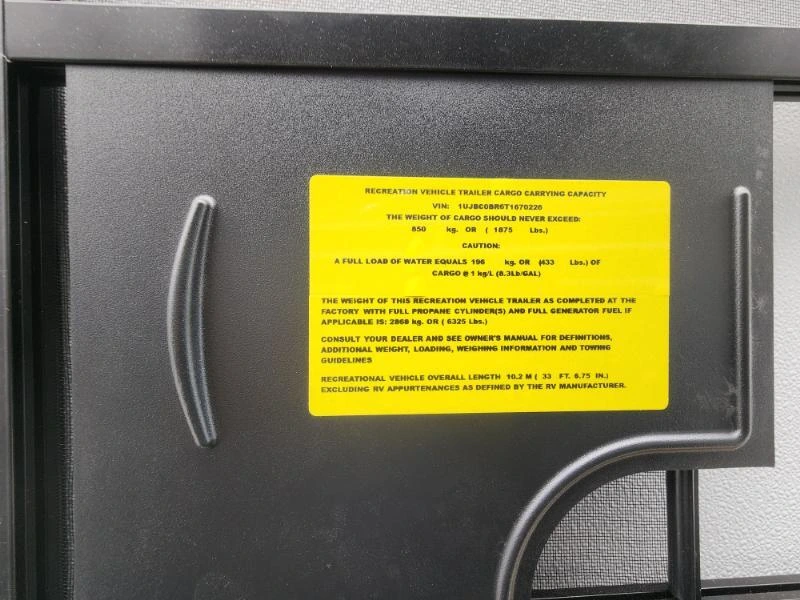 RECREATION VEHICLE TRAILER CARGO CARRYING CAPACITY
VIN: 1UJBC0BR6T1670220
THE WEIGHT OF CARGO SHOULD NEVER EXCEED:
850 kg. OR ( 1875 Lbs.)
CAUTION:
A FULL LOAD OF WATER EQUALS 196 kg. OR (433 Lbs.) OF
CARGO @ 1 kg/L (8.3Lb/GAL)
THE WEIGHT OF THIS RECREATION VEHICLE TRAILER AS COMPLETED AT THE
FACTORY WITH FULL PROPANE CYLINDER(S) AND FULL GENERATOR FUEL IF
APPLICABLE IS: 2868 kg. OR ( 6325 Lbs.)
CONSULT YOUR DEALER AND SEE OWNER'S MANUAL FOR DEFINITIONS,
ADDITIONAL WEIGHT, LOADING, WEIGHING INFORMATION AND TOWING
GUIDELINES
RECREATIONAL VEHICLE OVERALL LENGTH 10.2 M ( 33 FT. 6.75 IN.)
EXCLUDING RV APPURTENANCES AS DEFINED BY THE RV MANUFACTURER.